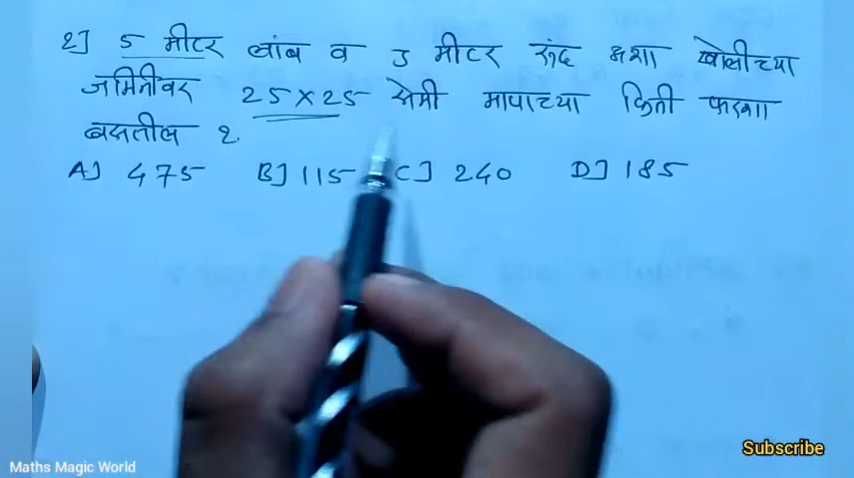 २] 5 मीटर लांब व 3 मीटर रुंद अशा खोलीच्या
जमिनीवर 25×25 सेमी मापाच्या किती फरशा
बसतील ?
A] 475 B] 115 C] 240 D] 185
Subscribe
Maths Magic World